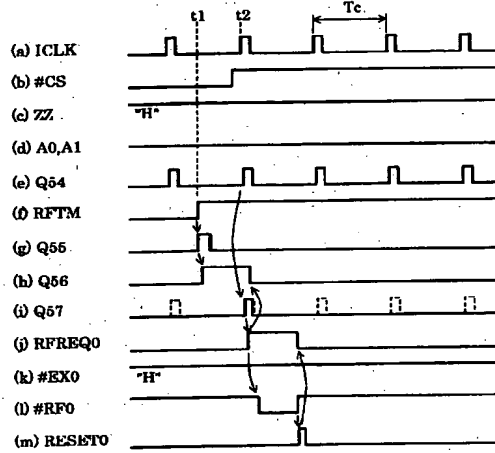 t1 t2 Tc
(a) ICLK
(b) #CS
(c) ZZ "H"
(d) A0,A1
(e) Q54
(f) RFTM
(g) Q55
(h) Q56
(i) Q57
(j) RFREQ0
(k) #EX0 "H"
(l) #RF0
(m) RESET0